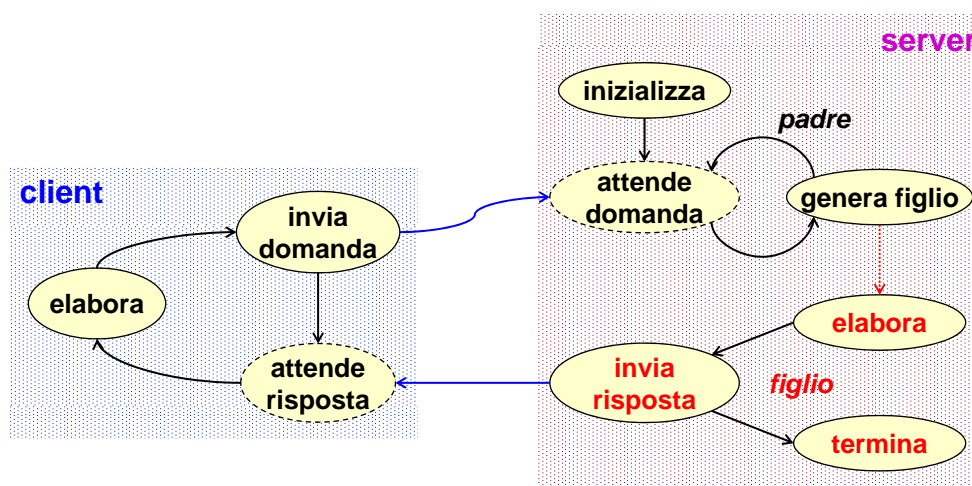 server
inizializza
padre
client
attende
domanda
genera figlio
invia
domanda
elabora
elabora
attende
risposta
invia
risposta
figlio
termina